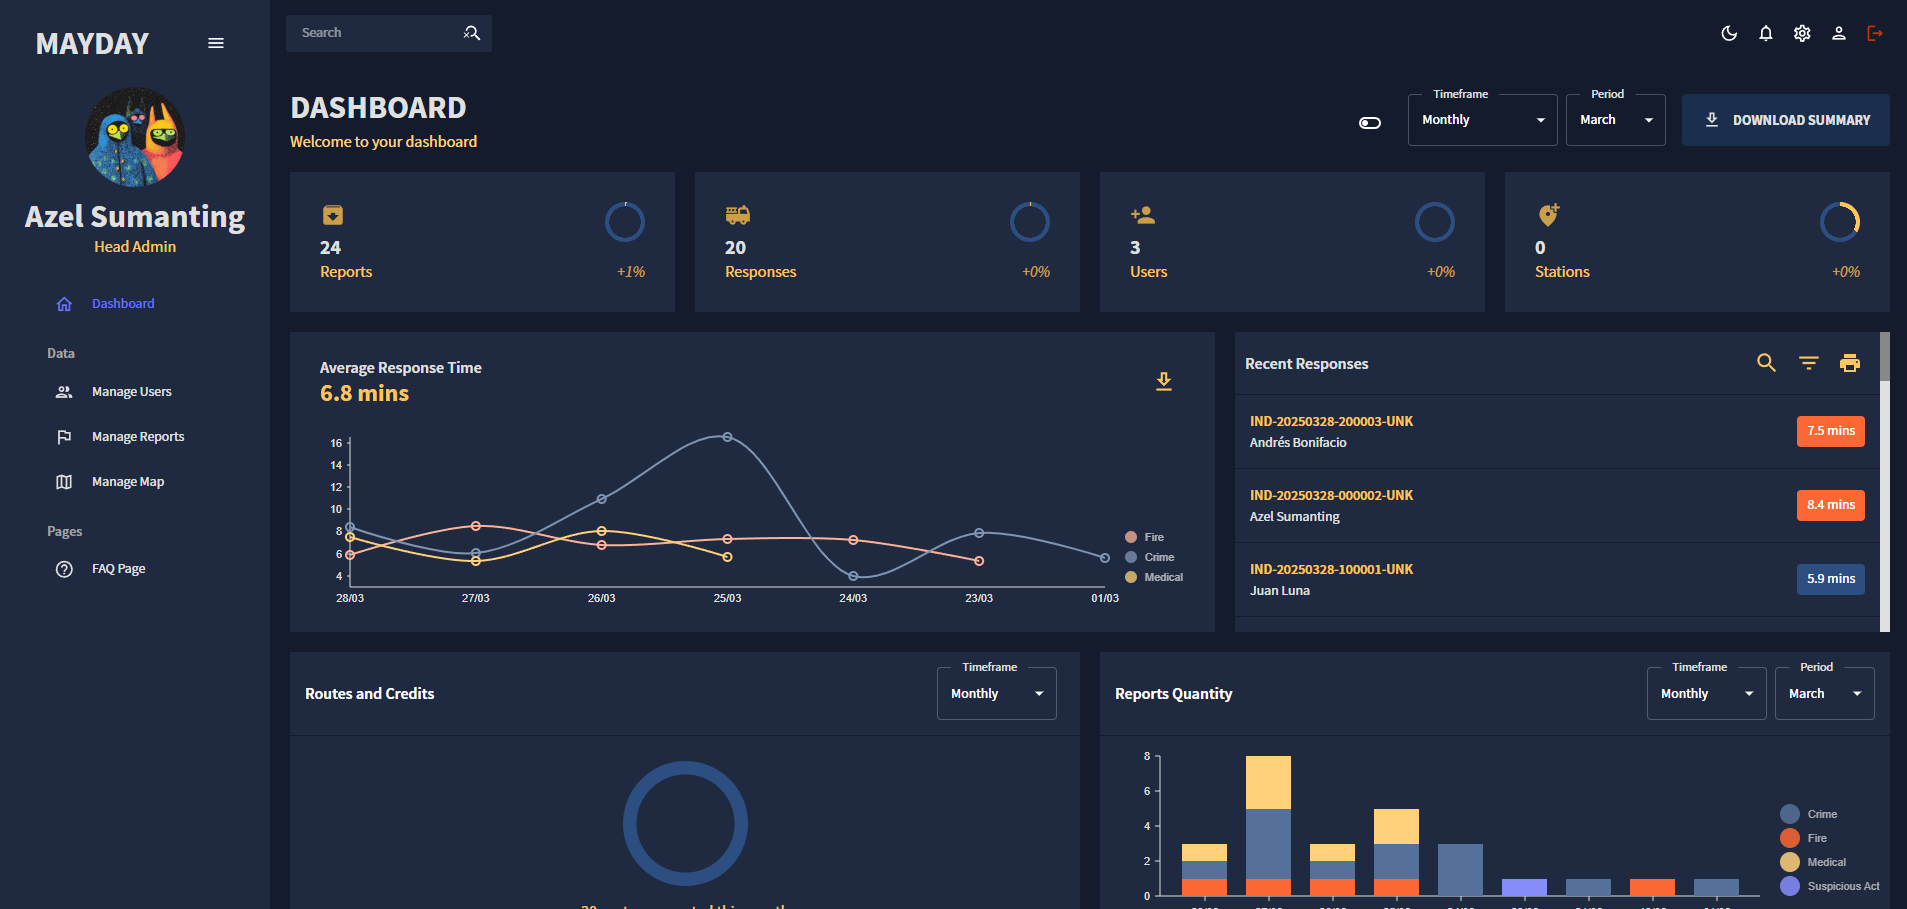 MAYDAY
Search
Azel Sumanting
Head Admin
Dashboard
Data
Manage Users
Manage Reports
Manage Map
Pages
FAQ Page
DASHBOARD
Welcome to your dashboard
Timeframe
Monthly
Period
March
DOWNLOAD SUMMARY
24
Reports
+1%
20
Responses
+0%
3
Users
+0%
0
Stations
+0%
Average Response Time
6.8 mins
16
14
12
10
8
6
4
28/03 27/03 26/03 25/03 24/03 23/03 01/03
Fire
Crime
Medical
Recent Responses
IND-20250328-200003-UNK
Andrés Bonifacio
7.5 mins
IND-20250328-000002-UNK
Azel Sumanting
8.4 mins
IND-20250328-100001-UNK
Juan Luna
5.9 mins
Routes and Credits
Timeframe
Monthly
Reports Quantity
Timeframe
Monthly
Period
March
8
6
4
2
0
Crime
Fire
Medical
Suspicious Act